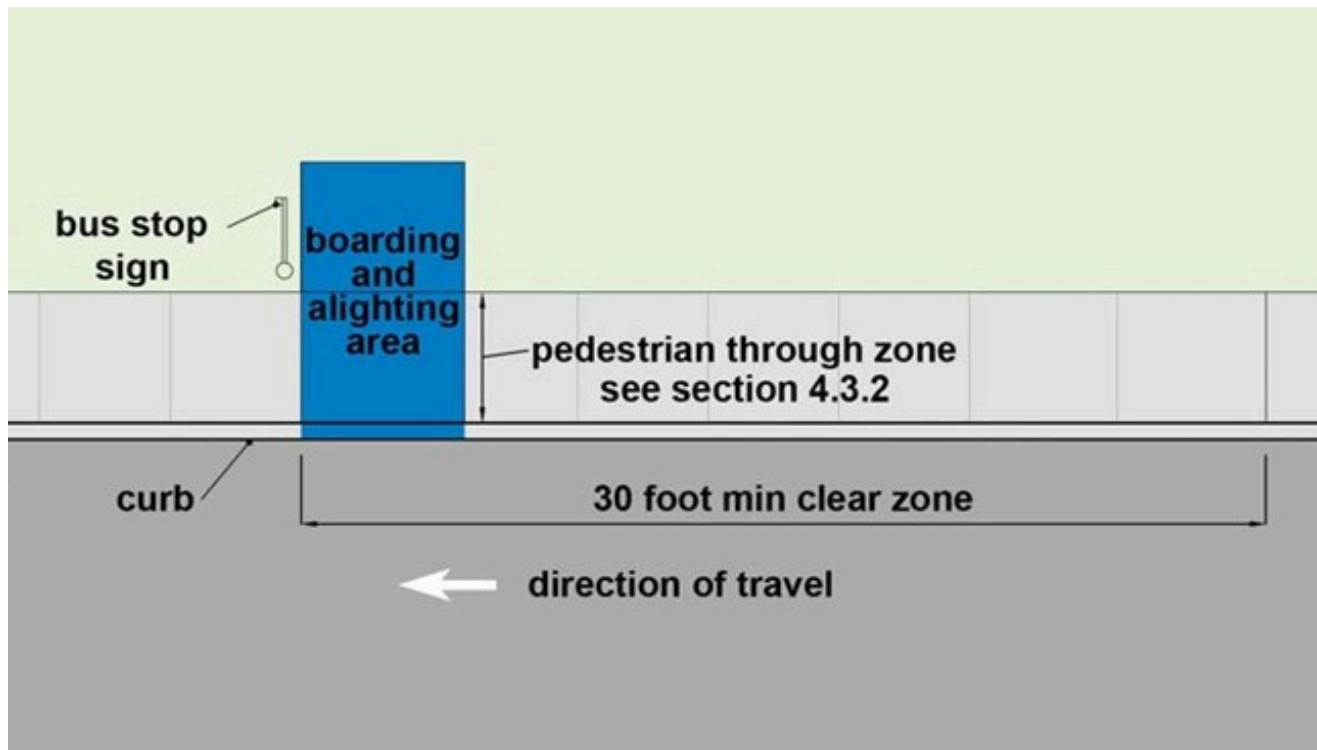 bus stop
sign
boarding
and
alighting
area
pedestrian through zone
see section 4.3.2
curb
30 foot min clear zone
direction of travel